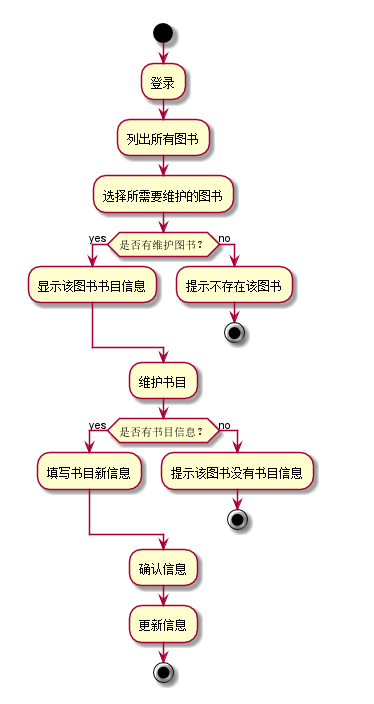 登录
列出所有图书
选择所需要维护的图书
yes
是否有维护图书？
no
显示该图书书目信息
提示不存在该图书
维护书目
yes
是否有书目信息？
no
填写书目新信息
提示该图书没有书目信息
确认信息
更新信息